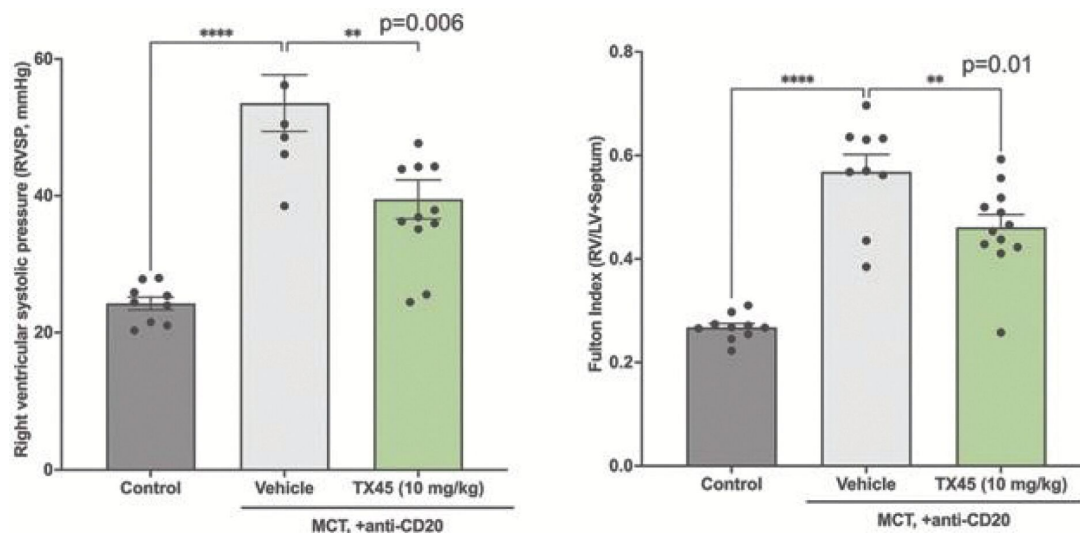 **** ** p=0.006
Right ventricular systolic pressure (RVSP, mmHg)
60
40
20
0
Control Vehicle TX45 (10 mg/kg)
MCT, +anti-CD20
**** ** p=0.01
Fulton Index (RV/LV+Septum)
0.8
0.6
0.4
0.2
0.0
Control Vehicle TX45 (10 mg/kg)
MCT, +anti-CD20